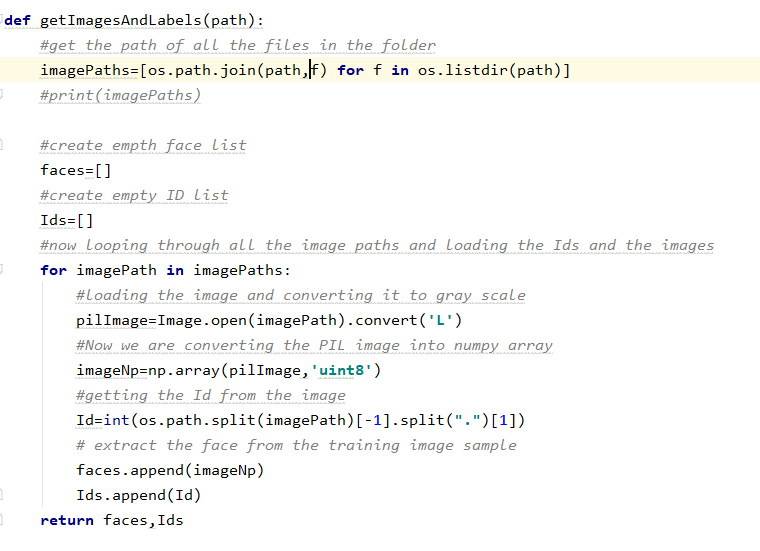 def getImagesAndLabels(path):
    #get the path of all the files in the folder
    imagePaths=[os.path.join(path,f) for f in os.listdir(path)]
    #print(imagePaths)

    #create empth face list
    faces=[]
    #create empty ID list
    Ids=[]
    #now looping through all the image paths and loading the Ids and the images
    for imagePath in imagePaths:
        #loading the image and converting it to gray scale
        pilImage=Image.open(imagePath).convert('L')
        #Now we are converting the PIL image into numpy array
        imageNp=np.array(pilImage,'uint8')
        #getting the Id from the image
        Id=int(os.path.split(imagePath)[-1].split(".")[1])
        # extract the face from the training image sample
        faces.append(imageNp)
        Ids.append(Id)
    return faces,Ids